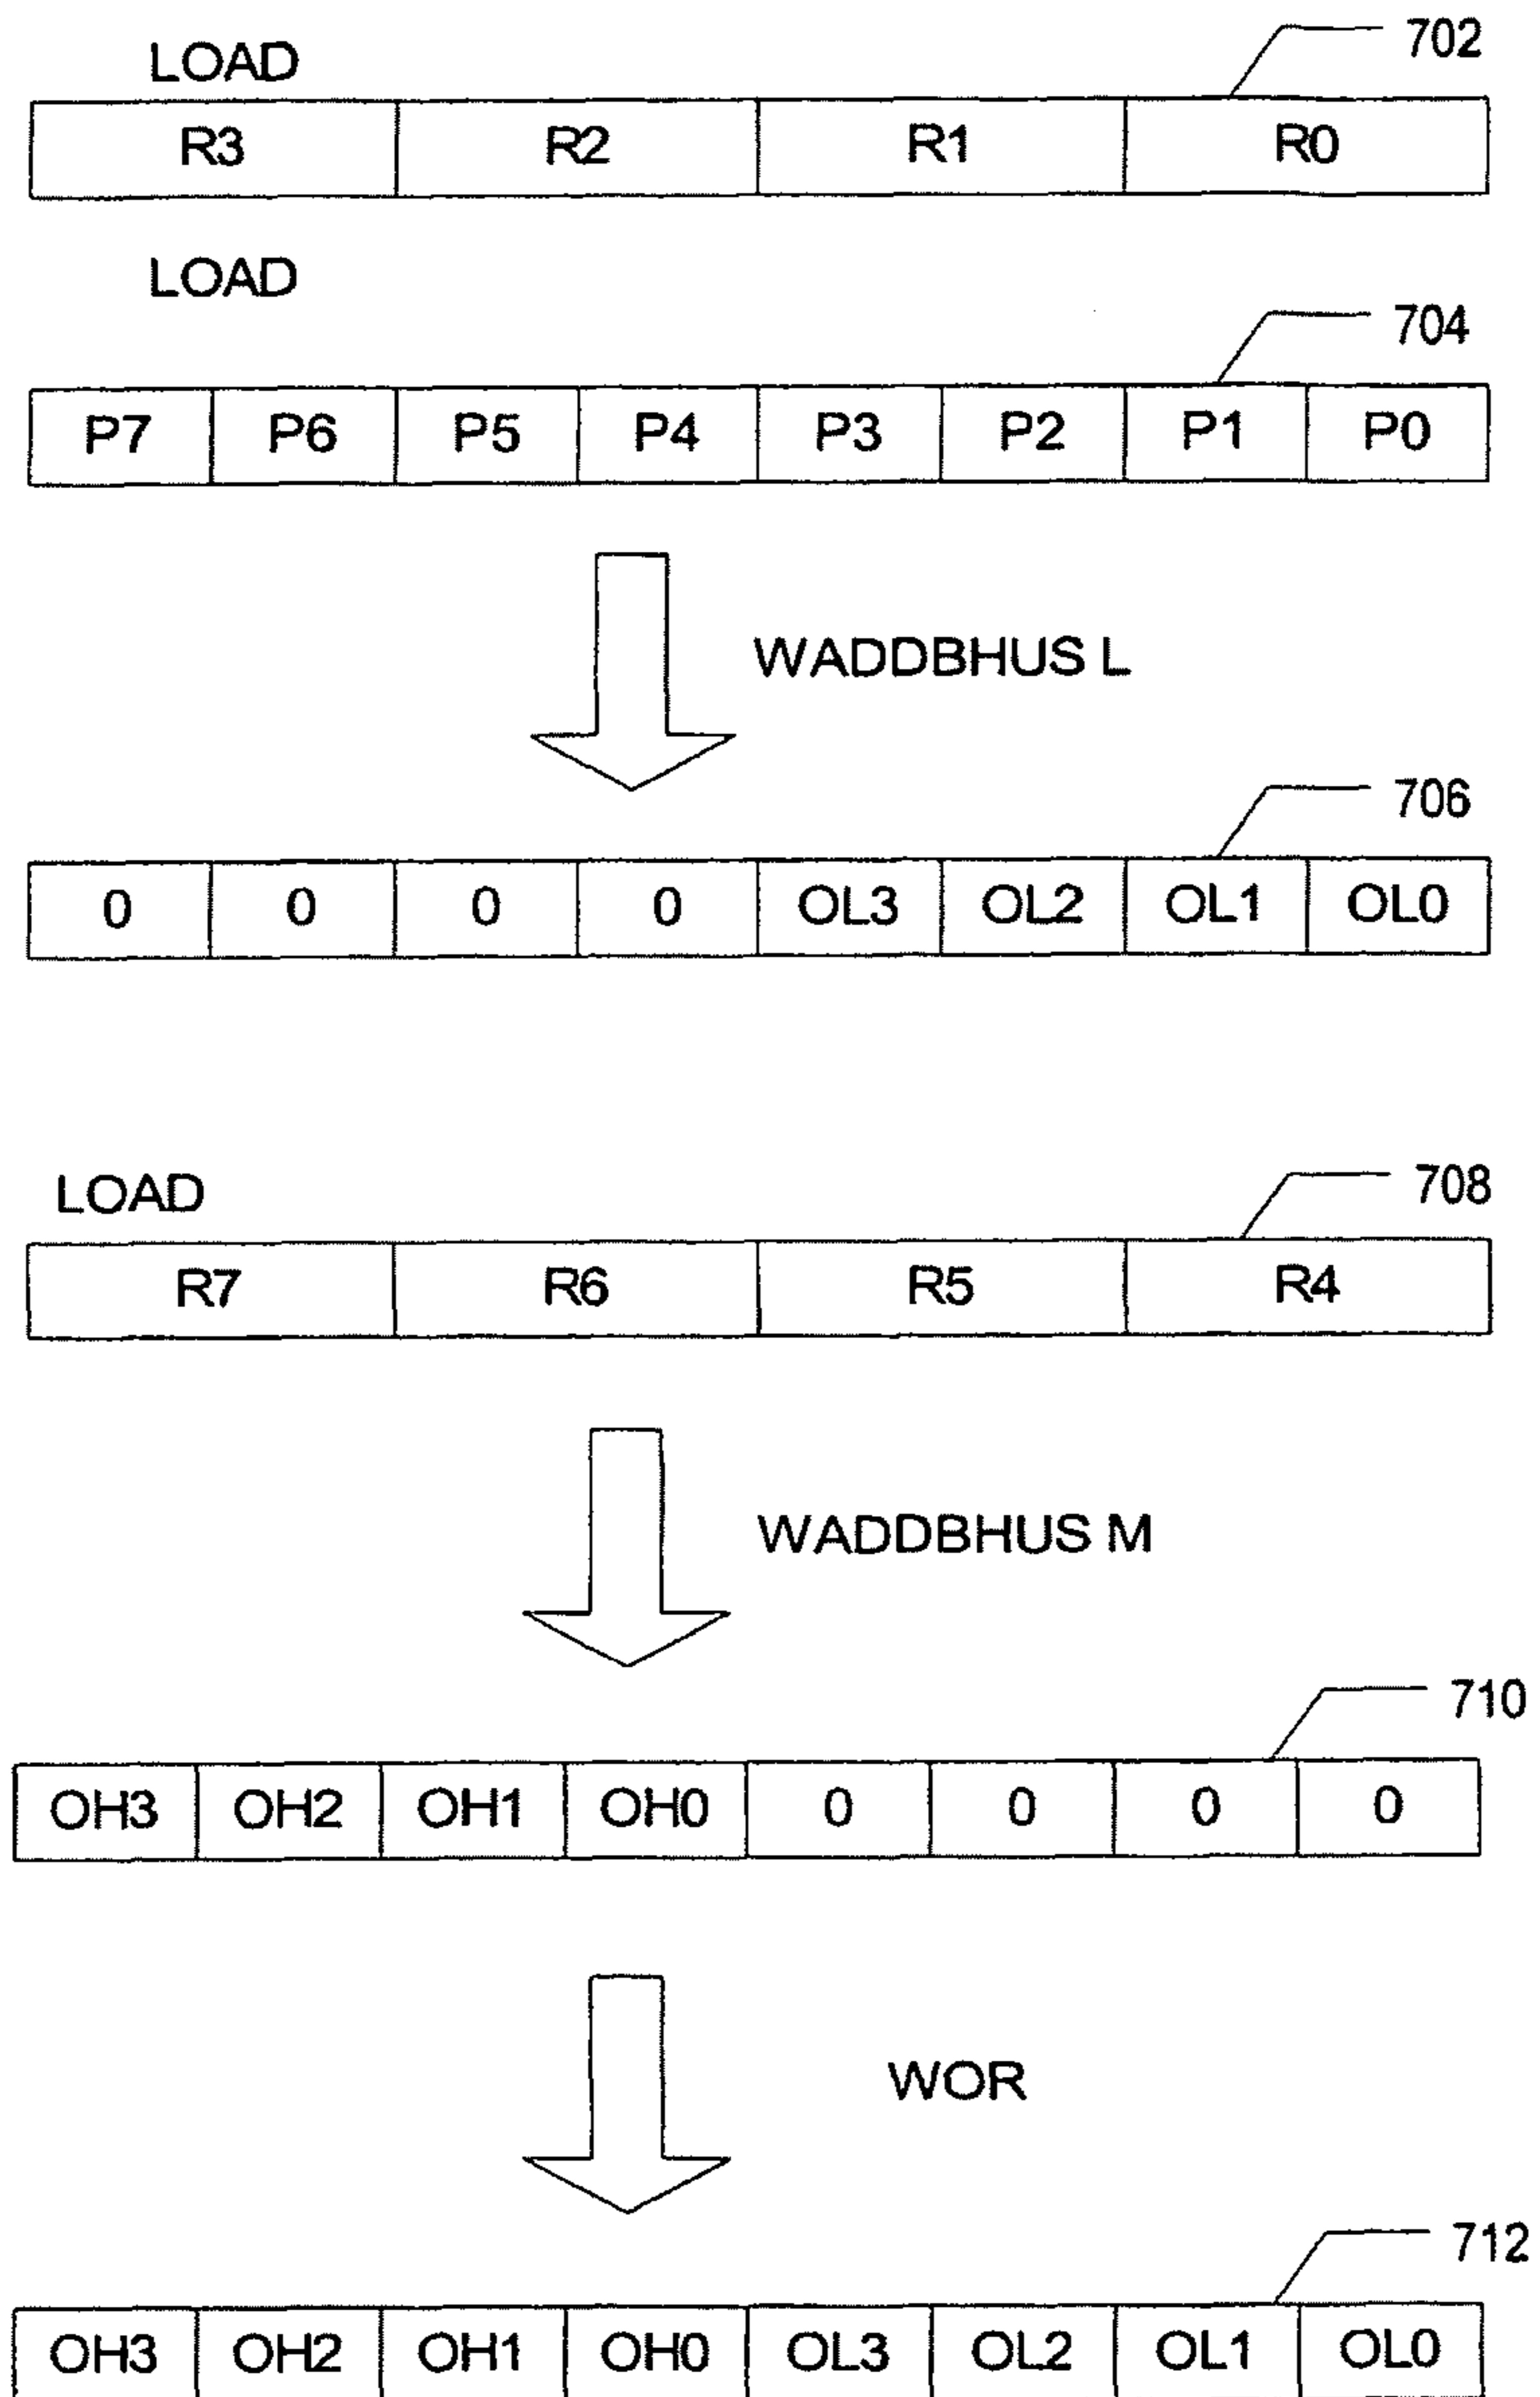 702
LOAD
R3 R2 R1 R0
LOAD
704
P7 P6 P5 P4 P3 P2 P1 P0
WADDBHUS L
706
0 0 0 0 OL3 OL2 OL1 OL0
LOAD
708
R7 R6 R5 R4
WADDBHUS M
710
OH3 OH2 OH1 OH0 0 0 0 0
WOR
712
OH3 OH2 OH1 OH0 OL3 OL2 OL1 OL0